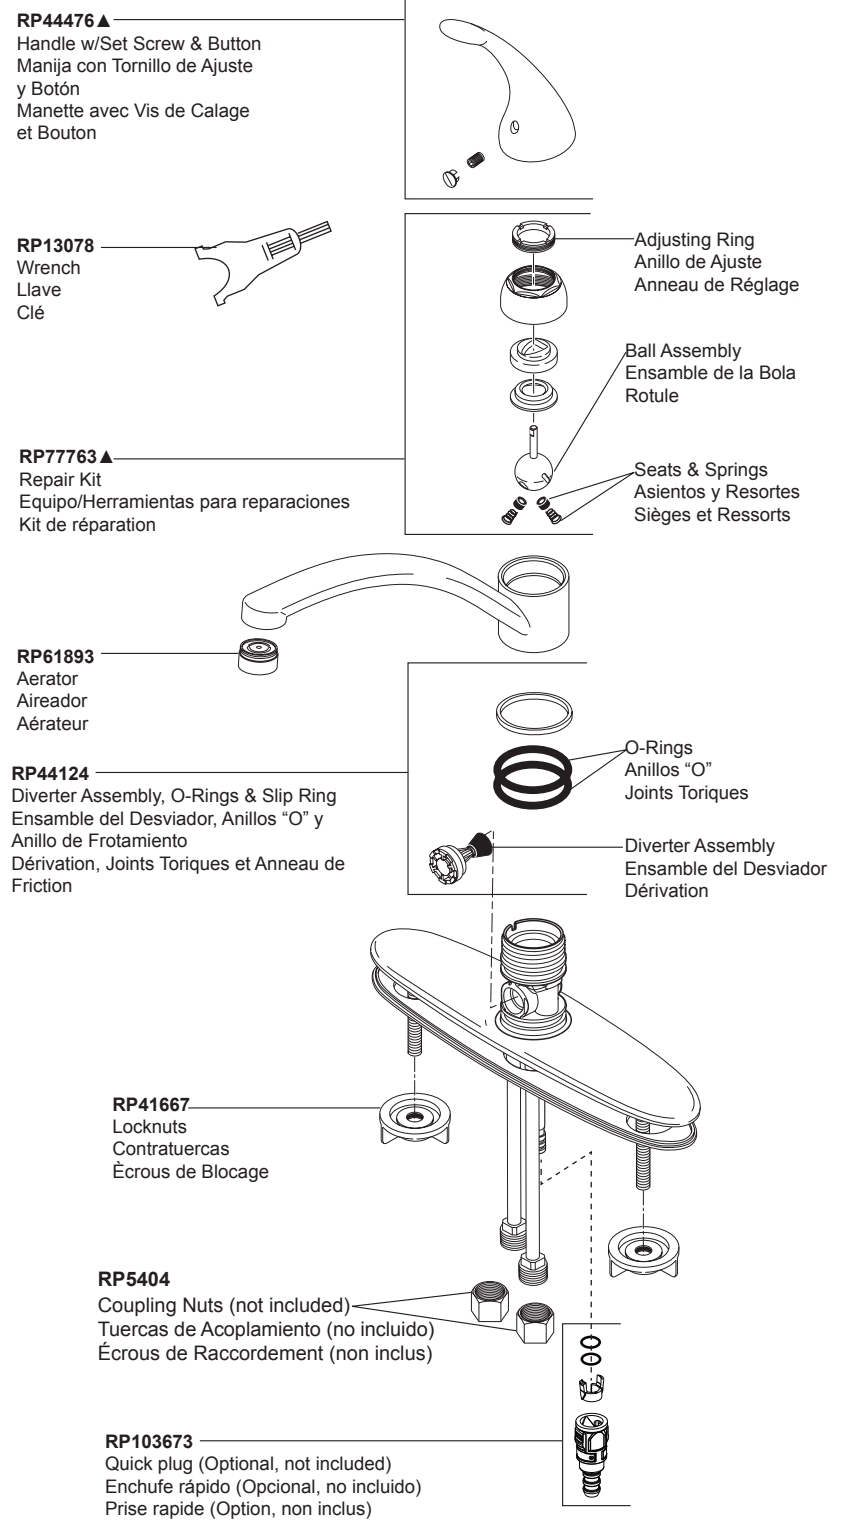 RP44476▲
Handle w/Set Screw & Button
Manija con Tornillo de Ajuste
y Botón
Manette avec Vis de Calage
et Bouton
RP13078
Wrench
Llave
Clé
Adjusting Ring
Anillo de Ajuste
Anneau de Réglage
Ball Assembly
Ensamble de la Bola
Rotule
RP77763▲
Repair Kit
Equipo/Herramientas para reparaciones
Kit de réparation
Seats & Springs
Asientos y Resortes
Sièges et Ressorts
RP61893
Aerator
Aireador
Aérateur
RP44124
Diverter Assembly, O-Rings & Slip Ring
Ensamble del Desviador, Anillos “O” y
Anillo de Frotamiento
Dérivation, Joints Toriques et Anneau de
Friction
O-Rings
Anillos “O”
Joints Toriques
Diverter Assembly
Ensamble del Desviador
Dérivation
RP41667
Locknuts
Contratuercas
Ècrous de Blocage
RP5404
Coupling Nuts (not included)
Tuercas de Acoplamiento (no incluido)
Écrous de Raccordement (non inclus)
RP103673
Quick plug (Optional, not included)
Enchufe rápido (Opcional, no incluido)
Prise rapide (Option, non inclus)